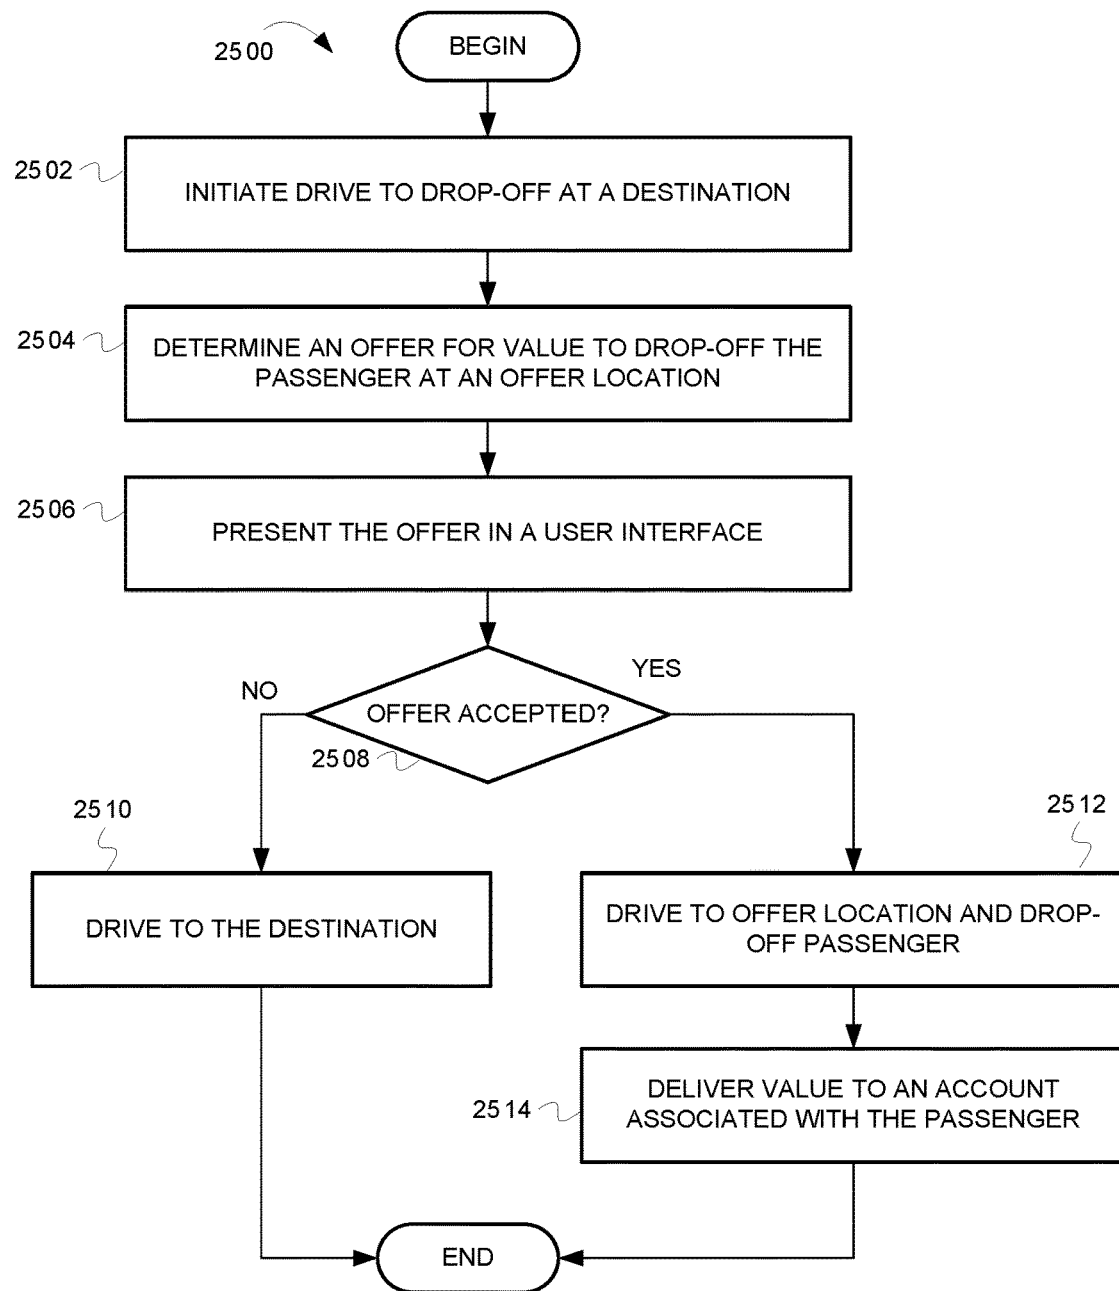 2500
BEGIN
2502
INITIATE DRIVE TO DROP-OFF AT A DESTINATION
2504
DETERMINE AN OFFER FOR VALUE TO DROP-OFF THE
PASSENGER AT AN OFFER LOCATION
2506
PRESENT THE OFFER IN A USER INTERFACE
NO
YES
OFFER ACCEPTED?
2508
2510
2512
DRIVE TO THE DESTINATION
DRIVE TO OFFER LOCATION AND DROP-
OFF PASSENGER
2514
DELIVER VALUE TO AN ACCOUNT
ASSOCIATED WITH THE PASSENGER
END